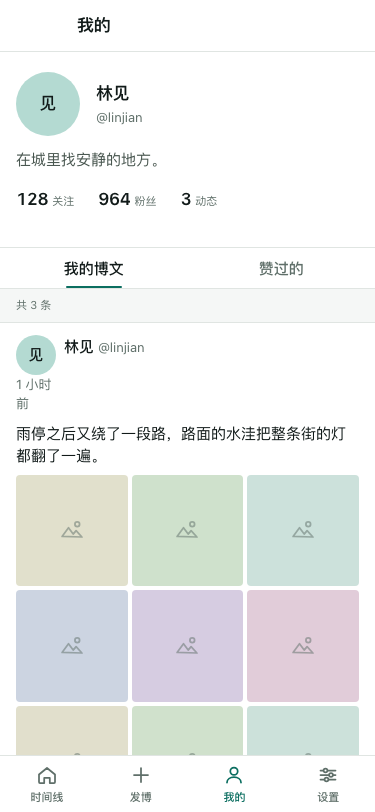 我的
见
林见
@linjian
在城里找安静的地方。
128 关注 964 粉丝 3 动态
我的博文 赞过的
共 3 条
见
林见 @linjian
1 小时
前
雨停之后又绕了一段路，路面的水洼把整条街的灯
都翻了一遍。
时间线 发博 我的 设置